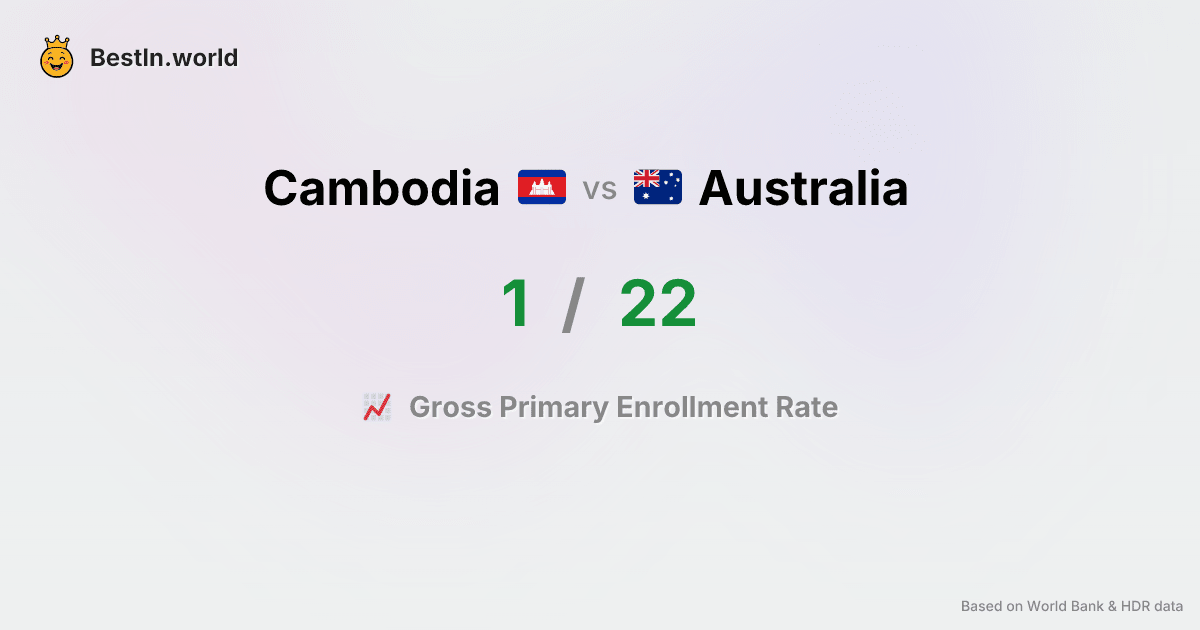 BestIn.world
Cambodia vs Australia
1 / 22
Gross Primary Enrollment Rate
Based on World Bank & HDR data